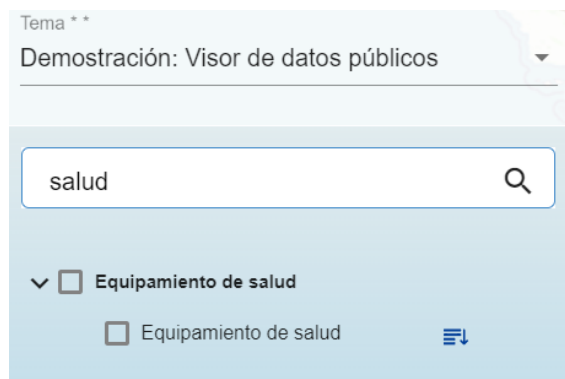 Tema * *
Demostración: Visor de datos públicos
salud
Equipamiento de salud
Equipamiento de salud